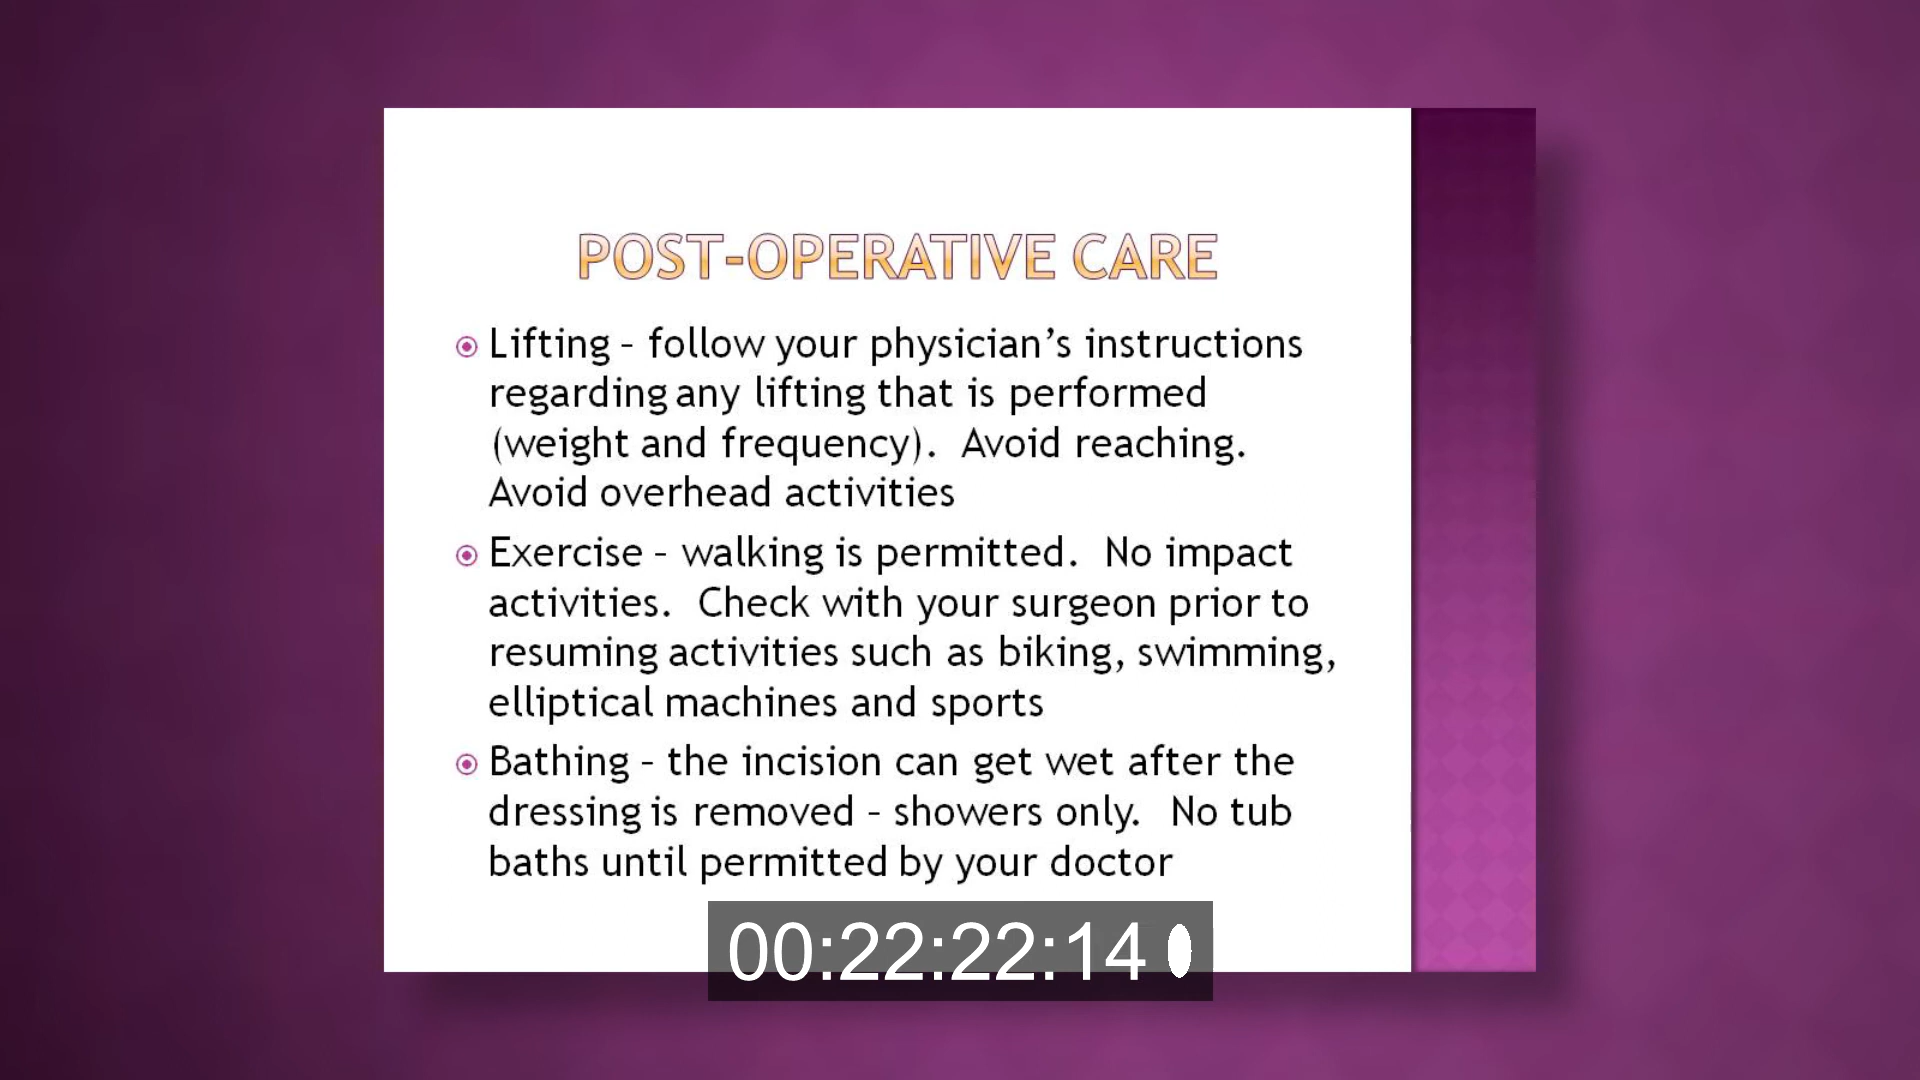 POST-OPERATIVE CARE
Lifting – follow your physician’s instructions
regarding any lifting that is performed
(weight and frequency).  Avoid reaching.
Avoid overhead activities
Exercise – walking is permitted.  No impact
activities.  Check with your surgeon prior to
resuming activities such as biking, swimming,
elliptical machines and sports
Bathing – the incision can get wet after the
dressing is removed – showers only.  No tub
baths until permitted by your doctor
00:22:22:14